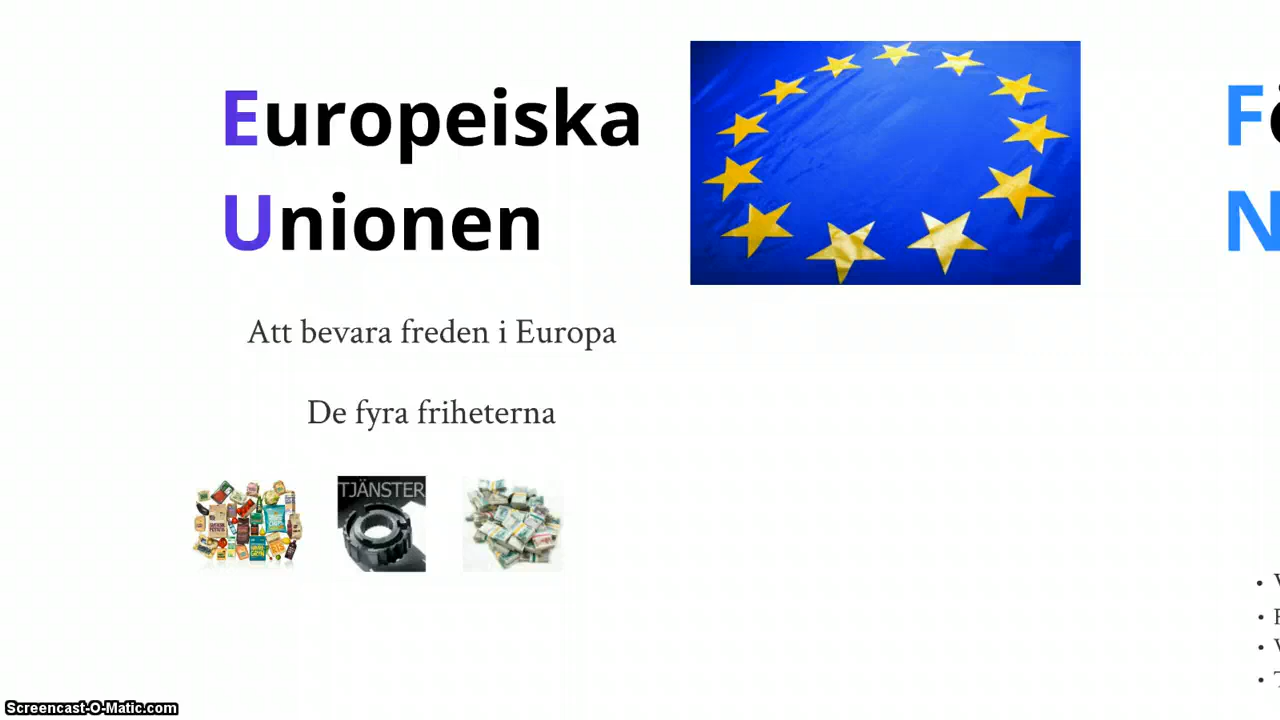 Europeiska
Unionen
Att bevara freden i Europa
De fyra friheterna
TJÄNSTER
Screencast-O-Matic.com